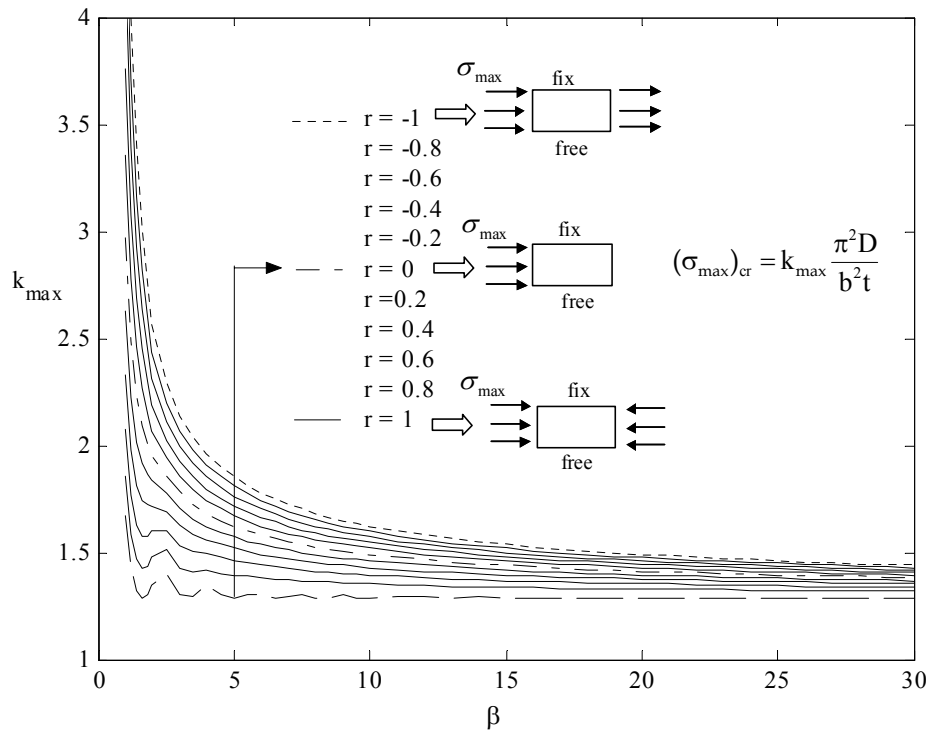 4
3.5
3
2.5
2
1.5
1
k_max
0
5
10
15
20
25
30
β
σ_max
fix
free
r = -1
r = -0.8
r = -0.6
r = -0.4
r = -0.2
r = 0
r =0.2
r = 0.4
r = 0.6
r = 0.8
r = 1
σ_max
fix
free
σ_max
fix
free
(σ_max)_cr = k_max π²D / b²t